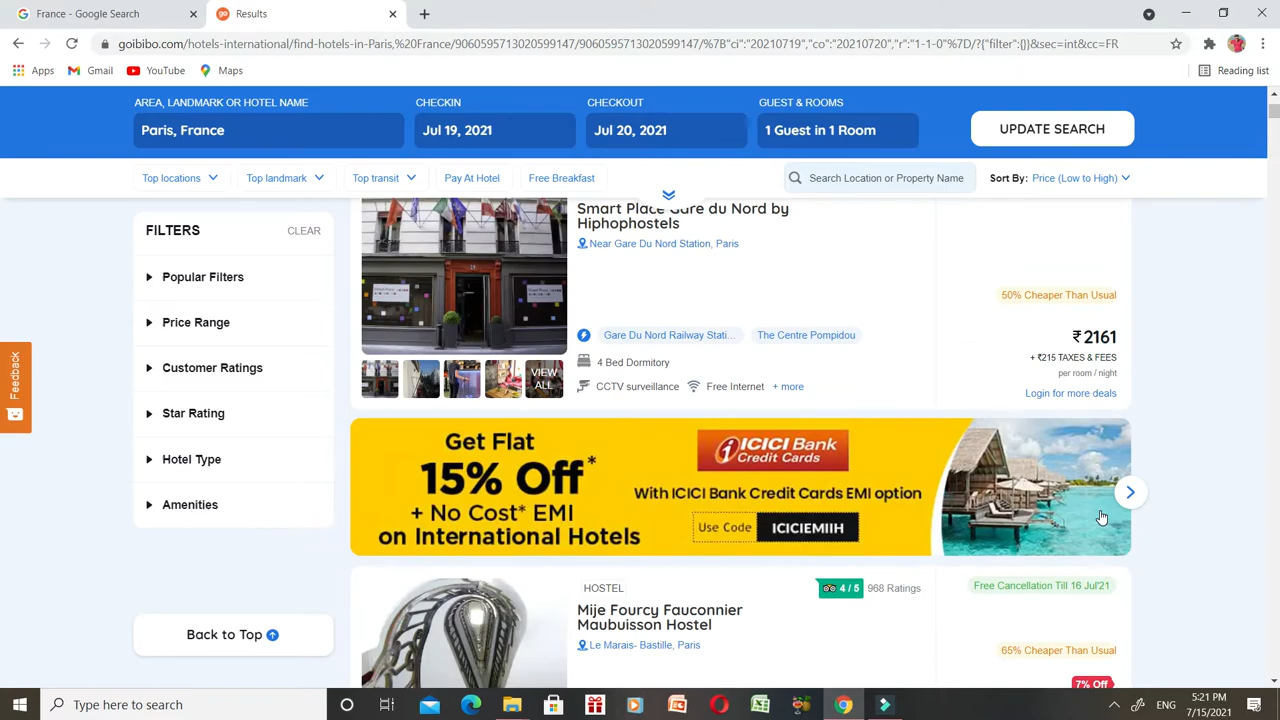 France - Google Search
Results
goibibo.com/hotels-international/find-hotels-in-Paris,%20France/9060595713020599147/9060595713020599147/%7B"ci":"20210719","co":"20210720","r":"1-1-0"%7D/?{"filter":{}}&sec=int&cc=FR
Apps
Gmail
YouTube
Maps
Reading list
AREA, LANDMARK OR HOTEL NAME
CHECKIN
CHECKOUT
GUEST & ROOMS
Paris, France
Jul 19, 2021
Jul 20, 2021
1 Guest in 1 Room
UPDATE SEARCH
Top locations
Top landmark
Top transit
Pay At Hotel
Free Breakfast
Search Location or Property Name
Sort By: Price (Low to High)
FILTERS
CLEAR
Popular Filters
Price Range
Customer Ratings
Star Rating
Hotel Type
Amenities
Back to Top
Feedback
Smart Place Gare du Nord by
Hiphophostels
Near Gare Du Nord Station, Paris
50% Cheaper Than Usual
Gare Du Nord Railway Stati...
The Centre Pompidou
₹2161
+ ₹215 TAXES & FEES
per room / night
4 Bed Dormitory
CCTV surveillance
Free Internet
+ more
Login for more deals
VIEW
ALL
Get Flat
15% Off*
+ No Cost* EMI
on International Hotels
ICICI Bank
Credit Cards
With ICICI Bank Credit Cards EMI option
Use Code
ICICIEMIIH
HOSTEL
4 / 5
968 Ratings
Free Cancellation Till 16 Jul'21
Mije Fourcy Fauconnier
Maubuisson Hostel
Le Marais- Bastille, Paris
65% Cheaper Than Usual
7% Off
Type here to search
ENG
5:21 PM
7/15/2021